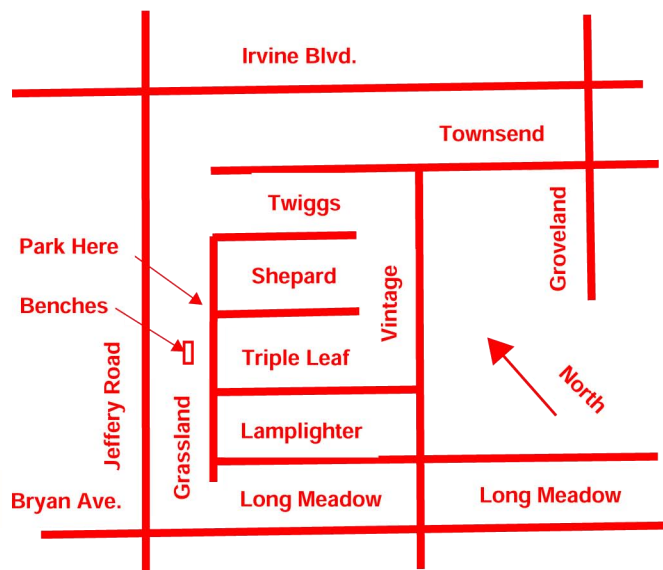 Irvine Blvd.
Townsend
Twiggs
Groveland
Park Here
Shepard
Vintage
Benches
Triple Leaf
Jeffery Road
North
Grassland
Lamplighter
Bryan Ave.
Long Meadow
Long Meadow